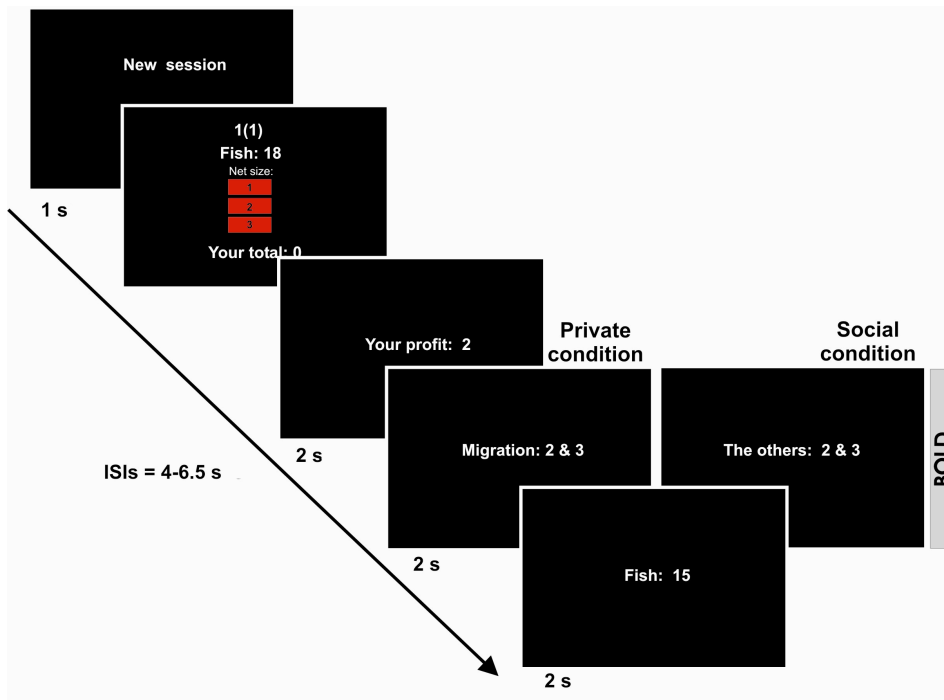 New session
1(1)
Fish: 18
Net size:
1
2
3
Your total: 0
1 s
Your profit: 2
2 s
Private
condition
Social
condition
Migration: 2 & 3
The others: 2 & 3
BOLD
ISIs = 4-6.5 s
2 s
Fish: 15
2 s